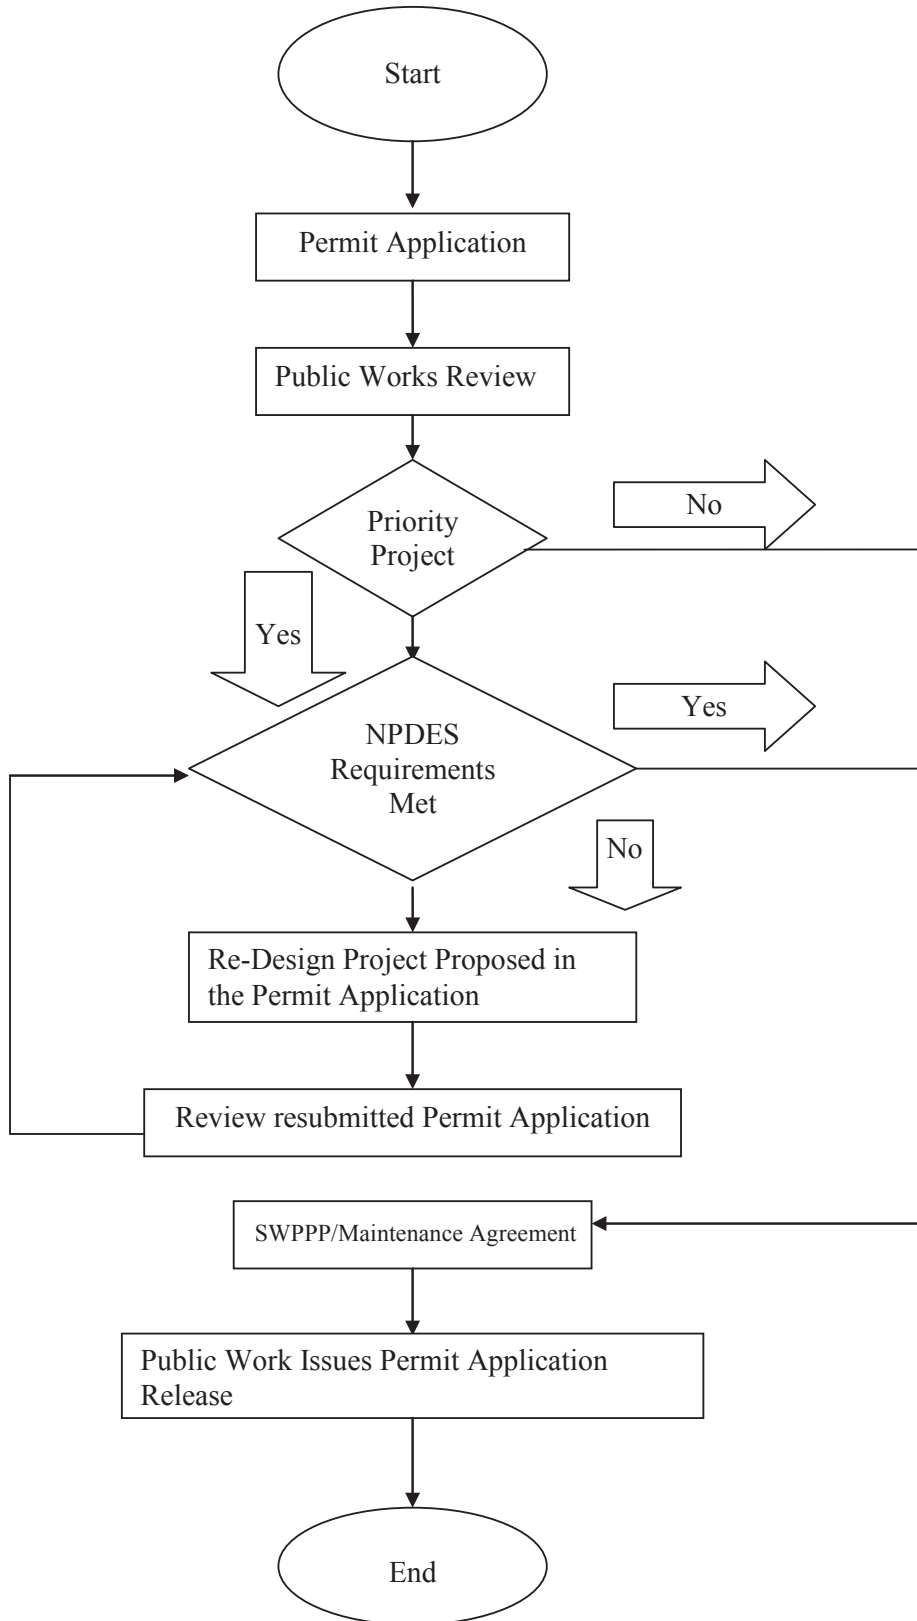 Start
Permit Application
Public Works Review
Priority
Project
No
Yes
NPDES
Requirements
Met
Yes
No
Re-Design Project Proposed in
the Permit Application
Review resubmitted Permit Application
SWPPP/Maintenance Agreement
Public Work Issues Permit Application
Release
End